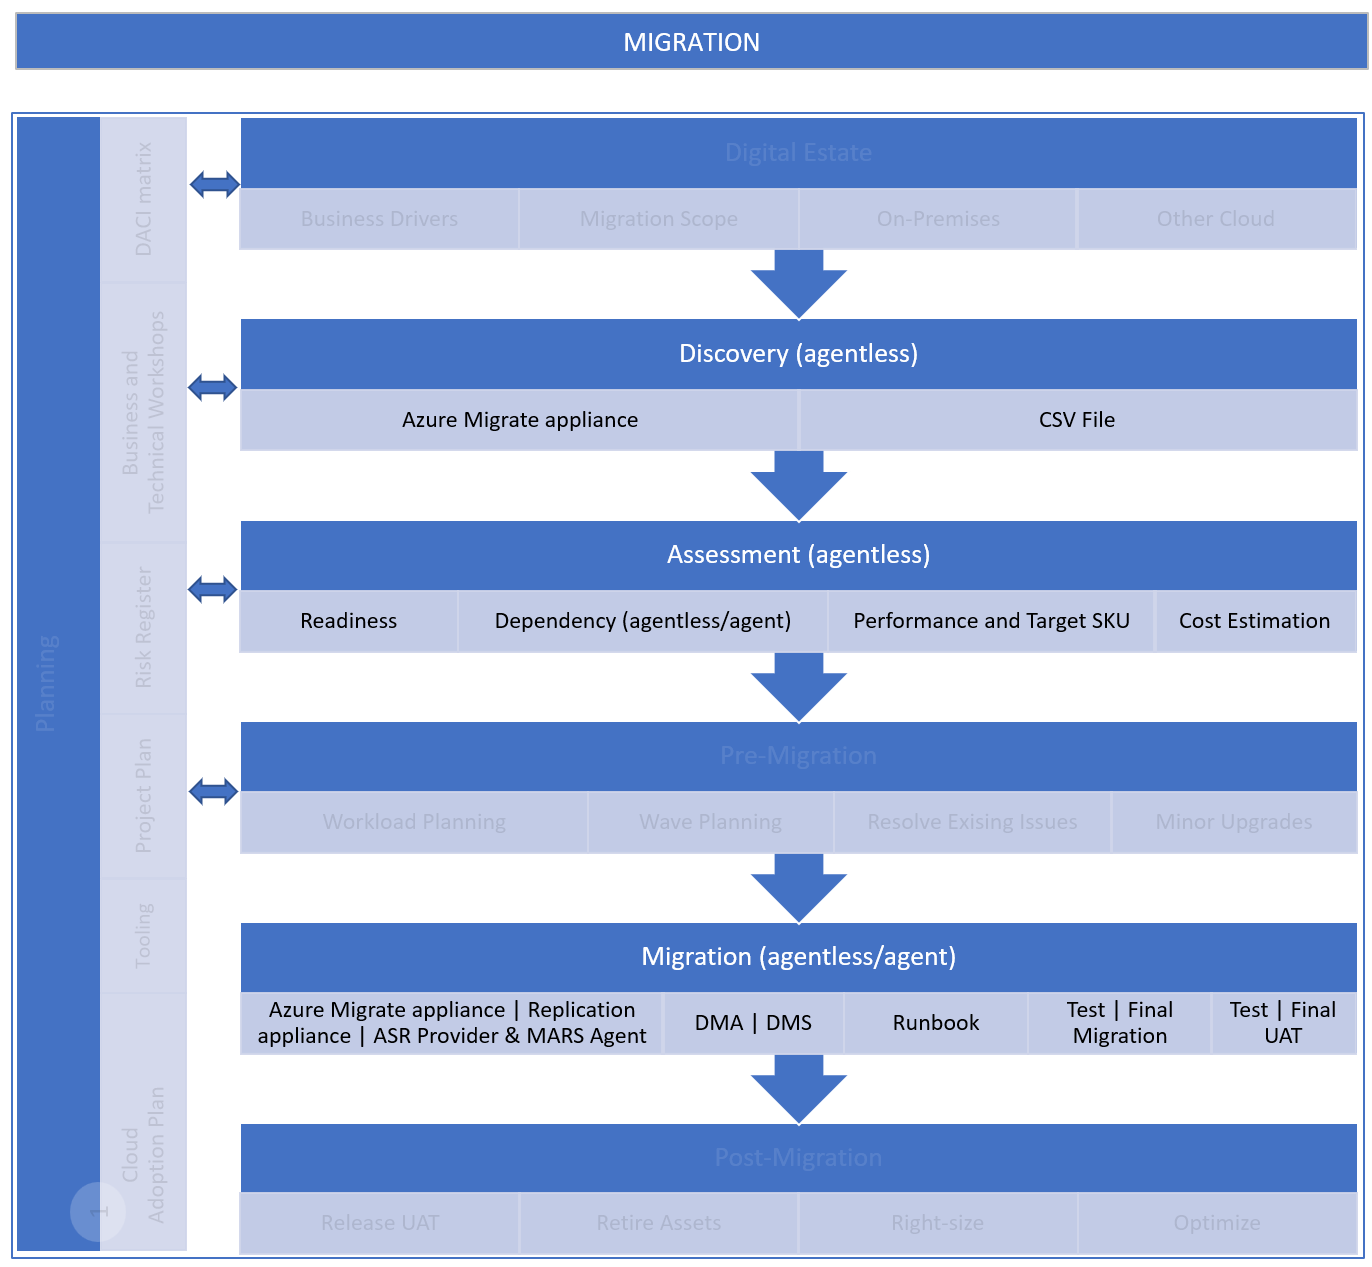 MIGRATION
Planning
DACI matrix
Business and
Technical Workshops
Risk Register
Project Plan
Tooling
Cloud
Adoption Plan
1
Digital Estate
Business Drivers
Migration Scope
On-Premises
Other Cloud
Discovery (agentless)
Azure Migrate appliance
CSV File
Assessment (agentless)
Readiness
Dependency (agentless/agent)
Performance and Target SKU
Cost Estimation
Pre-Migration
Workload Planning
Wave Planning
Resolve Exising Issues
Minor Upgrades
Migration (agentless/agent)
Azure Migrate appliance | Replication
appliance | ASR Provider & MARS Agent
DMA | DMS
Runbook
Test | Final
Migration
Test | Final
UAT
Post-Migration
Release UAT
Retire Assets
Right-size
Optimize